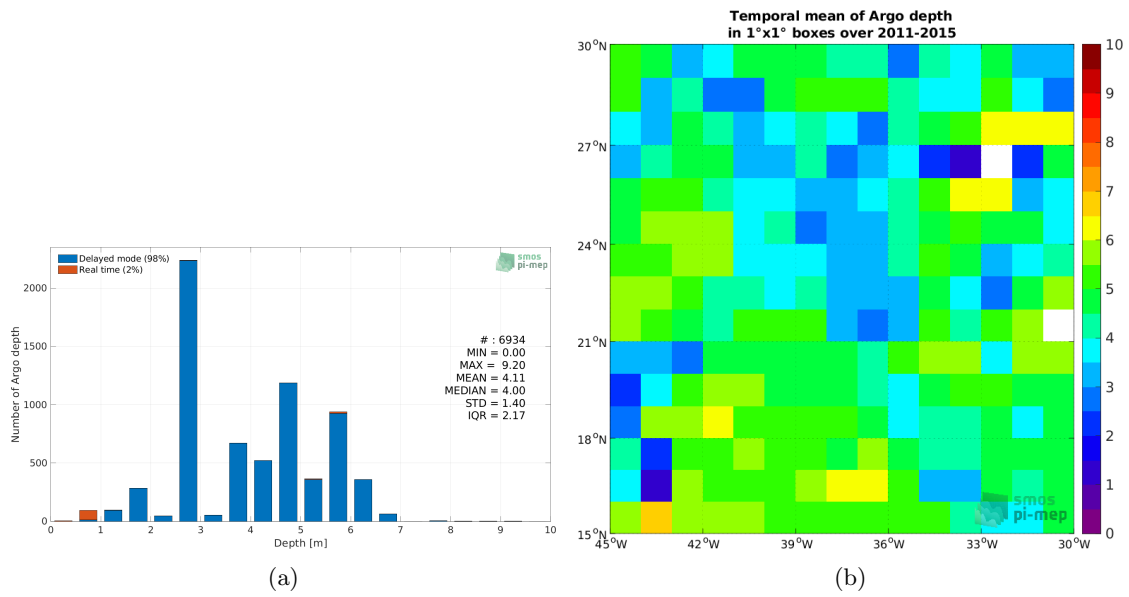 Delayed mode (98%)
Real time (2%)
smos
pi-mep
# : 6934
MIN = 0.00
MAX = 9.20
MEAN = 4.11
MEDIAN = 4.00
STD = 1.40
IQR = 2.17
Number of Argo depth
2000
1500
1000
500
0
0 1 2 3 4 5 6 7 8 9 10
Depth [m]
(a)
Temporal mean of Argo depth
in 1°x1° boxes over 2011-2015
30°N
27°N
24°N
21°N
18°N
15°N
45°W 42°W 39°W 36°W 33°W 30°W
10
9
8
7
6
5
4
3
2
1
0
smos
pi-mep
(b)